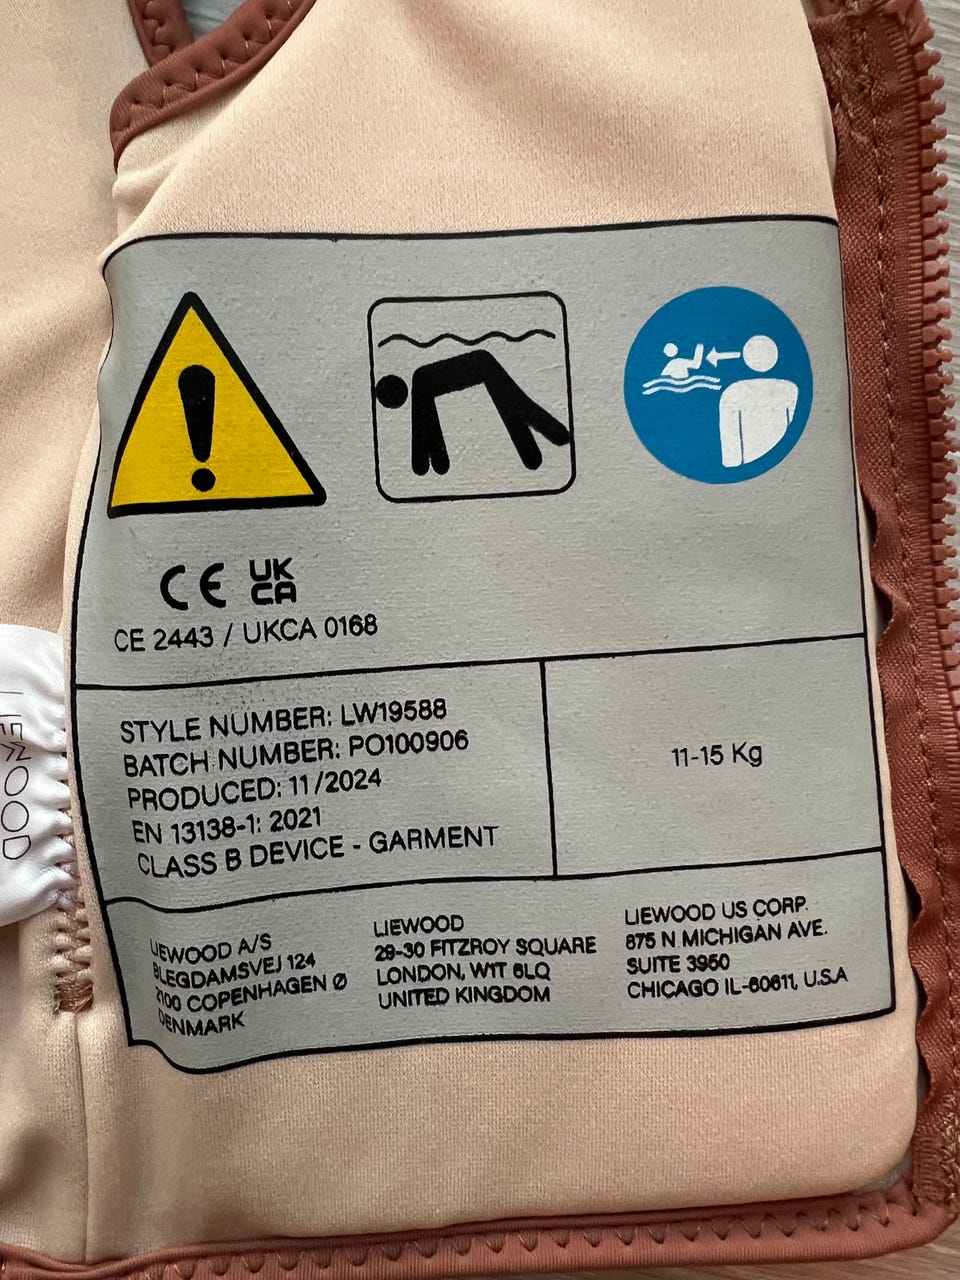 CE UK
CA
CE 2443 / UKCA 0168
STYLE NUMBER: LW19588
BATCH NUMBER: PO100906
PRODUCED: 11/2024
EN 13138-1: 2021
CLASS B DEVICE - GARMENT
11-15 Kg
LIEWOOD A/S
BLEGDAMSVEJ 124
2100 COPENHAGEN Ø
DENMARK
LIEWOOD
29-30 FITZROY SQUARE
LONDON, W1T 6LQ
UNITED KINGDOM
LIEWOOD US CORP.
875 N MICHIGAN AVE.
SUITE 3950
CHICAGO IL-60611, U.S.A
LIEWOOD